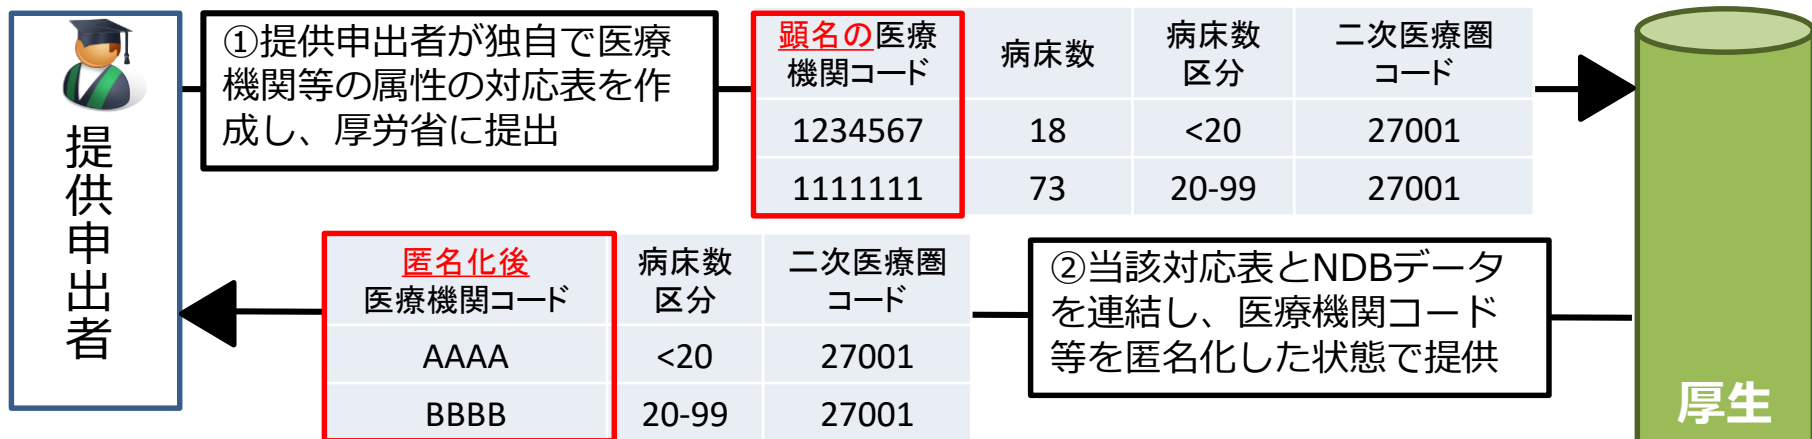 提供申出者
①提供申出者が独自で医療
機関等の属性の対応表を作
成し、厚労省に提出
顕名の医療
機関コード
病床数
病床数
区分
二次医療圏
コード
1234567 18 <20 27001
1111111 73 20-99 27001
匿名化後
医療機関コード
病床数
区分
二次医療圏
コード
AAAA <20 27001
BBBB 20-99 27001
②当該対応表とNDBデータ
を連結し、医療機関コード
等を匿名化した状態で提供
厚生